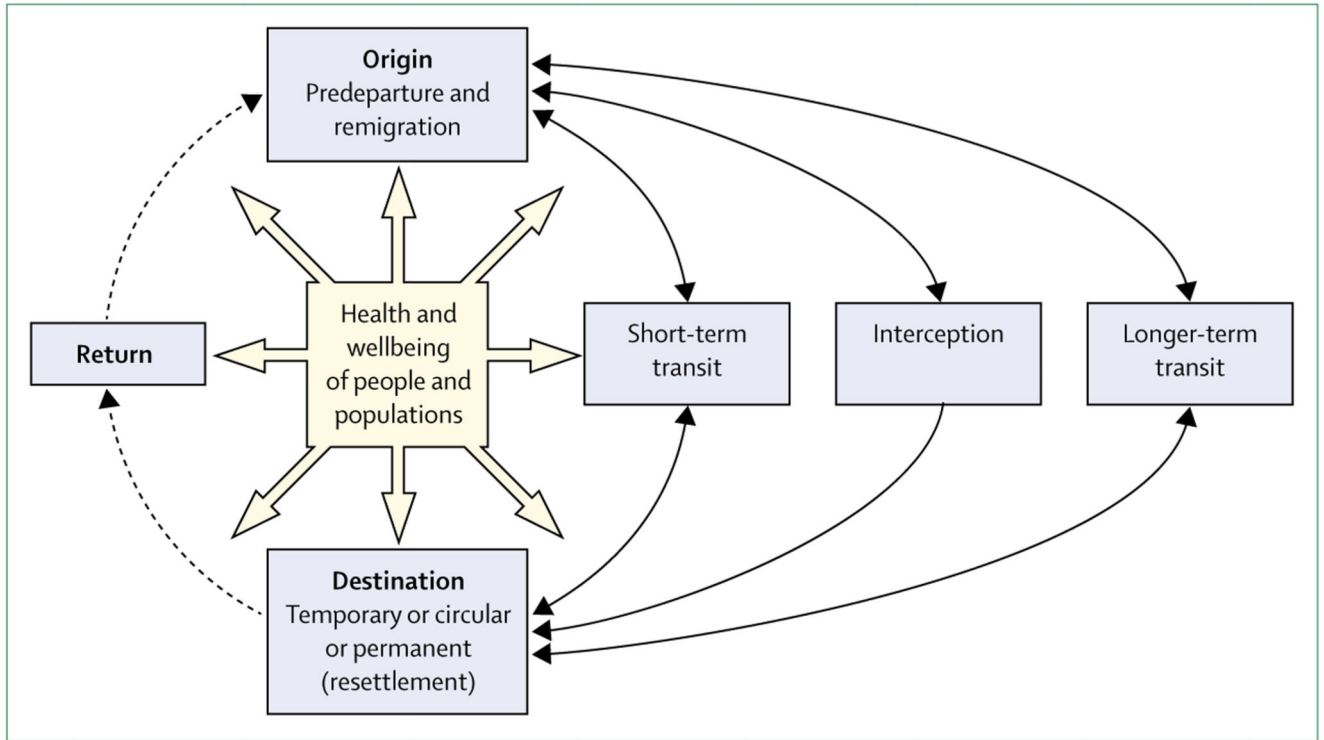 Origin
Predeparture and
remigration
Return
Health and
wellbeing
of people and
populations
Short-term
transit
Interception
Longer-term
transit
Destination
Temporary or circular
or permanent
(resettlement)